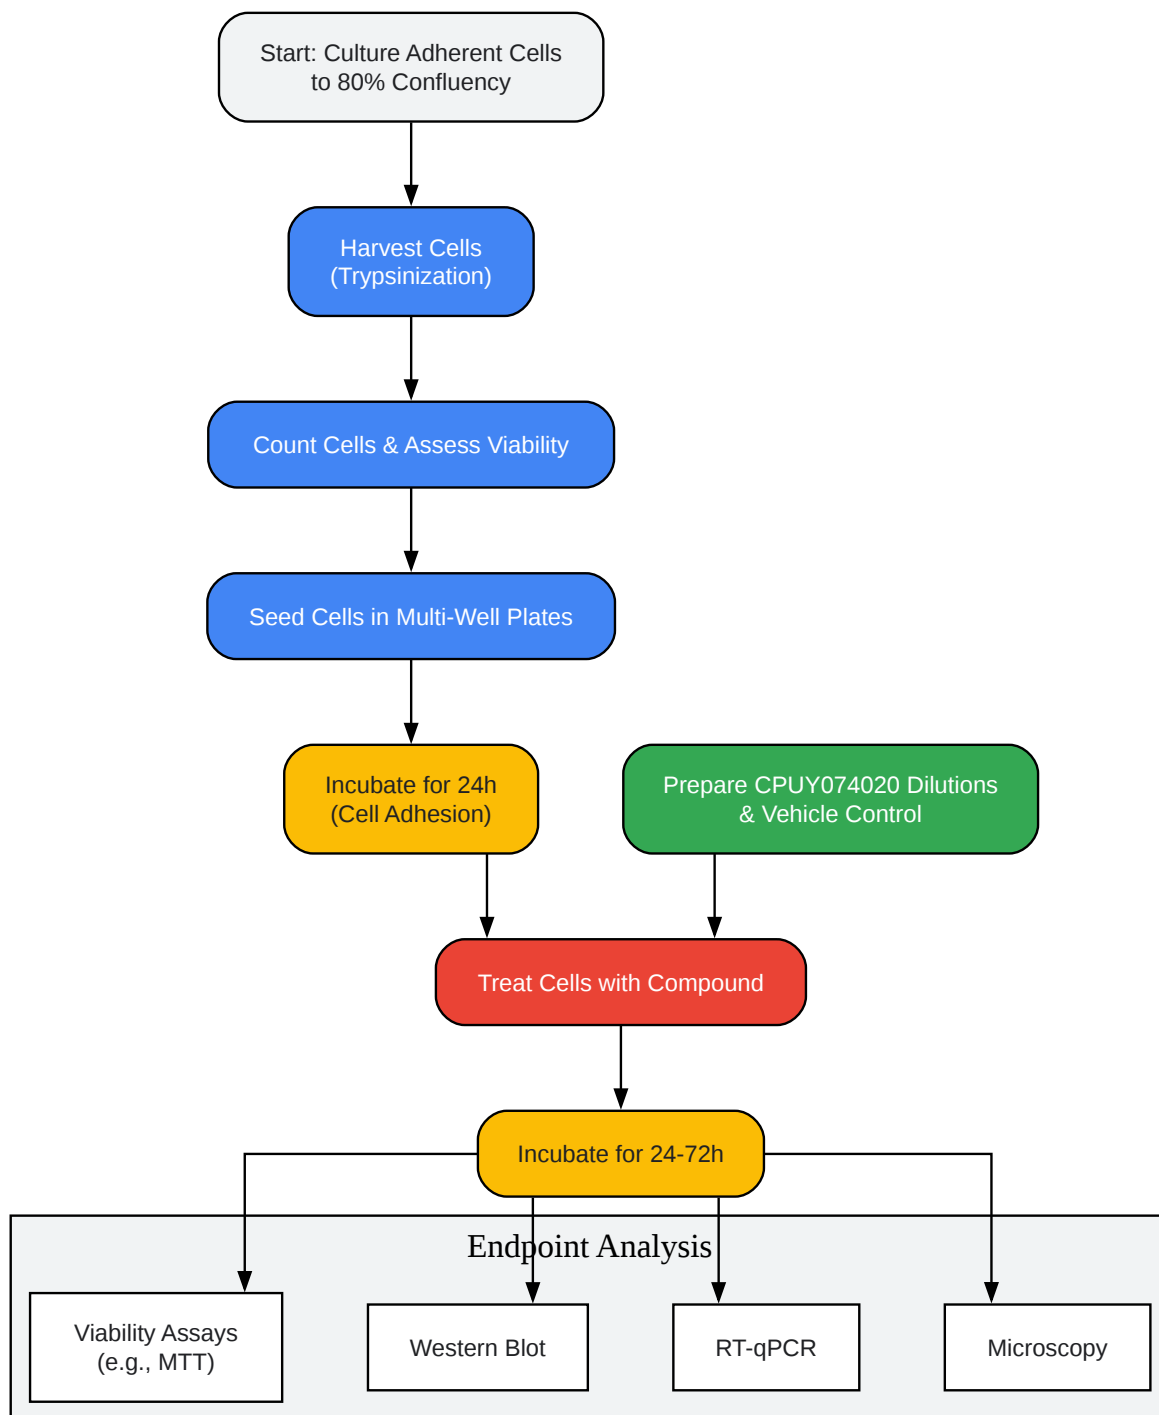 Start: Culture Adherent Cells
to 80% Confluency
Harvest Cells
(Trypsinization)
Count Cells & Assess Viability
Seed Cells in Multi-Well Plates
Incubate for 24h
(Cell Adhesion)
Prepare CPUY074020 Dilutions
& Vehicle Control
Treat Cells with Compound
Incubate for 24-72h
Endpoint Analysis
Viability Assays
(e.g., MTT)
Western Blot
RT-qPCR
Microscopy